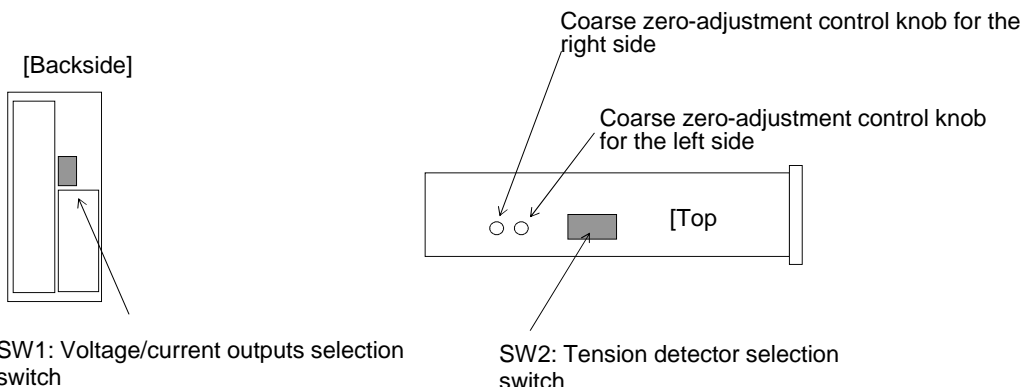 Coarse zero-adjustment control knob for the
right side
[Backside]
Coarse zero-adjustment control knob
for the left side
[Top
SW1: Voltage/current outputs selection
switch
SW2: Tension detector selection
switch